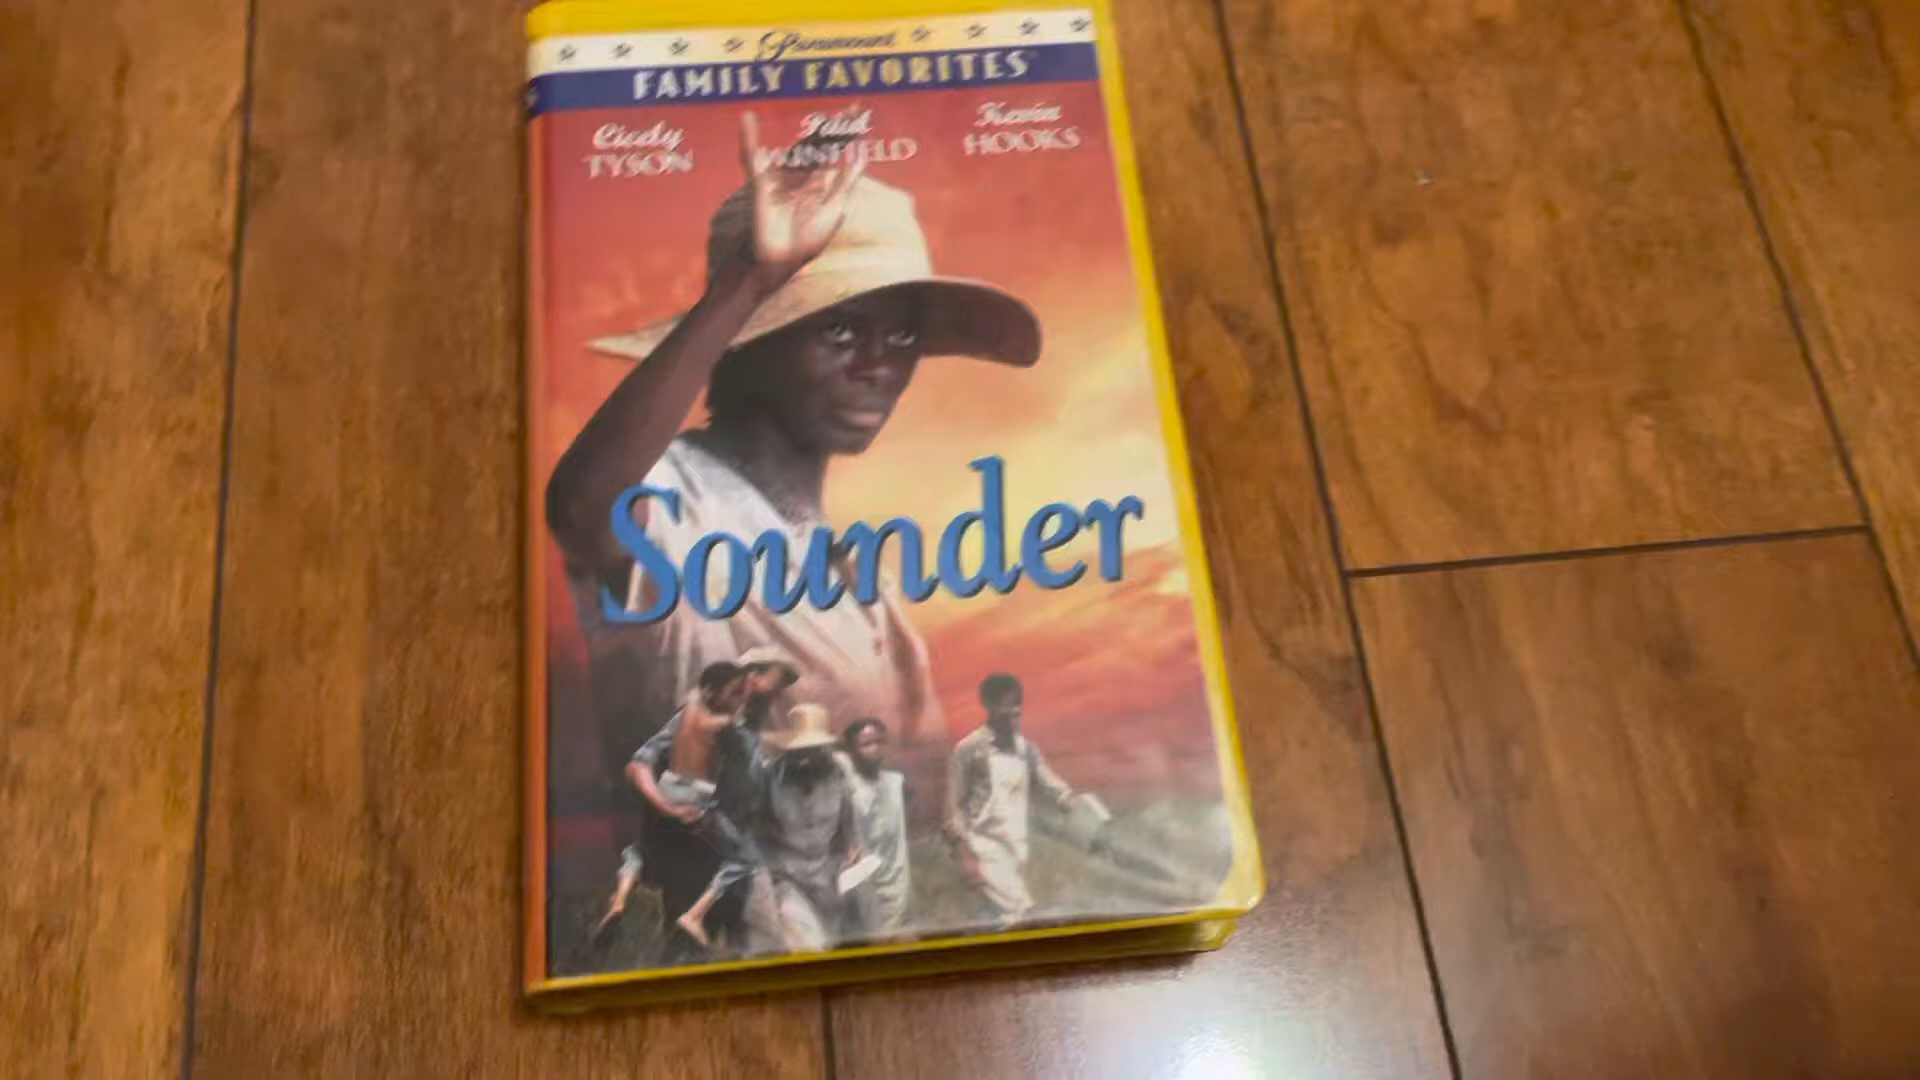 Paramount
FAMILY FAVORITES
Cicely
TYSON
Paul
WINFIELD
Kevin
HOOKS
Sounder